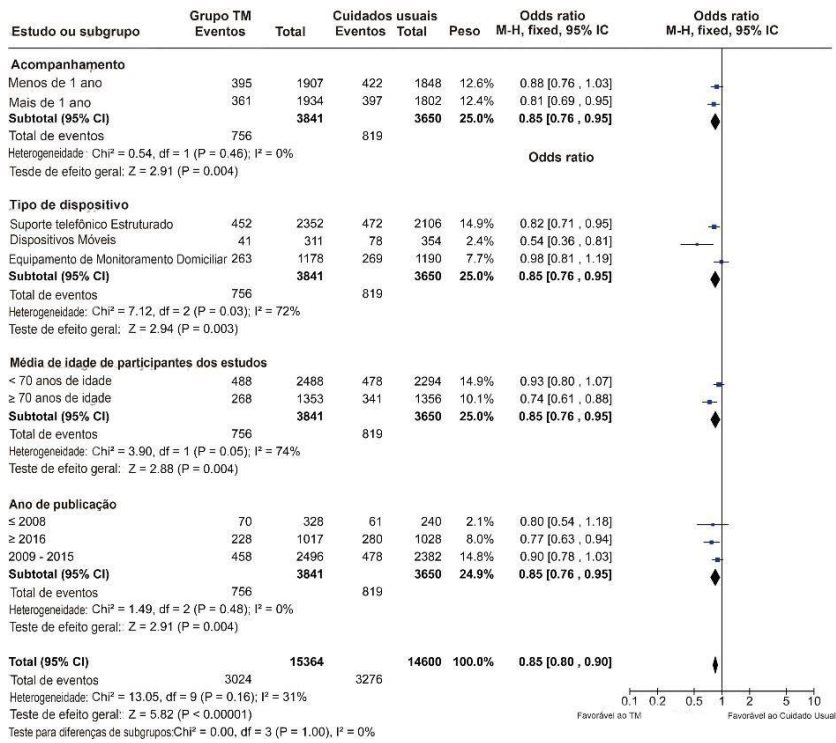 Grupo TM Cuidados usuais Odds ratio Odds ratio
Estudo ou subgrupo Eventos Total Eventos Total Peso M-H, fixed, 95% IC M-H, fixed, 95% IC
Acompanhamento
Menos de 1 ano 395 1907 422 1848 12.6% 0.88 [0.76 , 1.03]
Mais de 1 ano 361 1934 397 1802 12.4% 0.81 [0.69 , 0.95]
Subtotal (95% CI) 3841 3650 25.0% 0.85 [0.76 , 0.95]
Total de eventos 756 819
Heterogeneidade: Chi² = 0.54, df = 1 (P = 0.46); I² = 0%
Odds ratio
Tesde de efeito geral: Z = 2.91 (P = 0.004)
Tipo de dispositivo
Suporte telefônico Estruturado 452 2352 472 2106 14.9% 0.82 [0.71 , 0.95]
Dispositivos Móveis 41 311 78 354 2.4% 0.54 [0.36 , 0.81]
Equipamento de Monitoramento Domiciliar 263 1178 269 1190 7.7% 0.98 [0.81 , 1.19]
Subtotal (95% CI) 3841 3650 25.0% 0.85 [0.76 , 0.95]
Total de eventos 756 819
Heterogeneidade: Chi² = 7.12, df = 2 (P = 0.03); I² = 72%
Teste de efeito geral: Z = 2.94 (P = 0.003)
Média de idade de participantes dos estudos
< 70 anos de idade 488 2488 478 2294 14.9% 0.93 [0.80 , 1.07]
≥ 70 anos de idade 268 1353 341 1356 10.1% 0.74 [0.61 , 0.88]
Subtotal (95% CI) 3841 3650 25.0% 0.85 [0.76 , 0.95]
Total de eventos 756 819
Heterogeneidade: Chi² = 3.90, df = 1 (P = 0.05); I² = 74%
Teste de efeito geral: Z = 2.88 (P = 0.004)
Ano de publicação
≤ 2008 70 328 61 240 2.1% 0.80 [0.54 , 1.18]
≥ 2016 228 1017 280 1028 8.0% 0.77 [0.63 , 0.94]
2009 - 2015 458 2496 478 2382 14.8% 0.90 [0.78 , 1.03]
Subtotal (95% CI) 3841 3650 24.9% 0.85 [0.76 , 0.95]
Total de eventos 756 819
Heterogeneidade: Chi² = 1.49, df = 2 (P = 0.48); I² = 0%
Teste de efeito geral:: Z = 2.91 (P = 0.004)
Total (95% CI) 15364 14600 100.0% 0.85 [0.80 , 0.90]
Total de eventos 3024 3276
Heterogeneidade: Chi² = 13.05, df = 9 (P = 0.16); I² = 31%
0.1 0.2 0.5 1 2 5 10
Teste de efeito geral: Z = 5.82 (P < 0.00001)
Favorável ao TM Favorável ao Cuidado Usual
Teste para diferenças de subgrupos:Chi² = 0.00, df = 3 (P = 1.00), I² = 0%